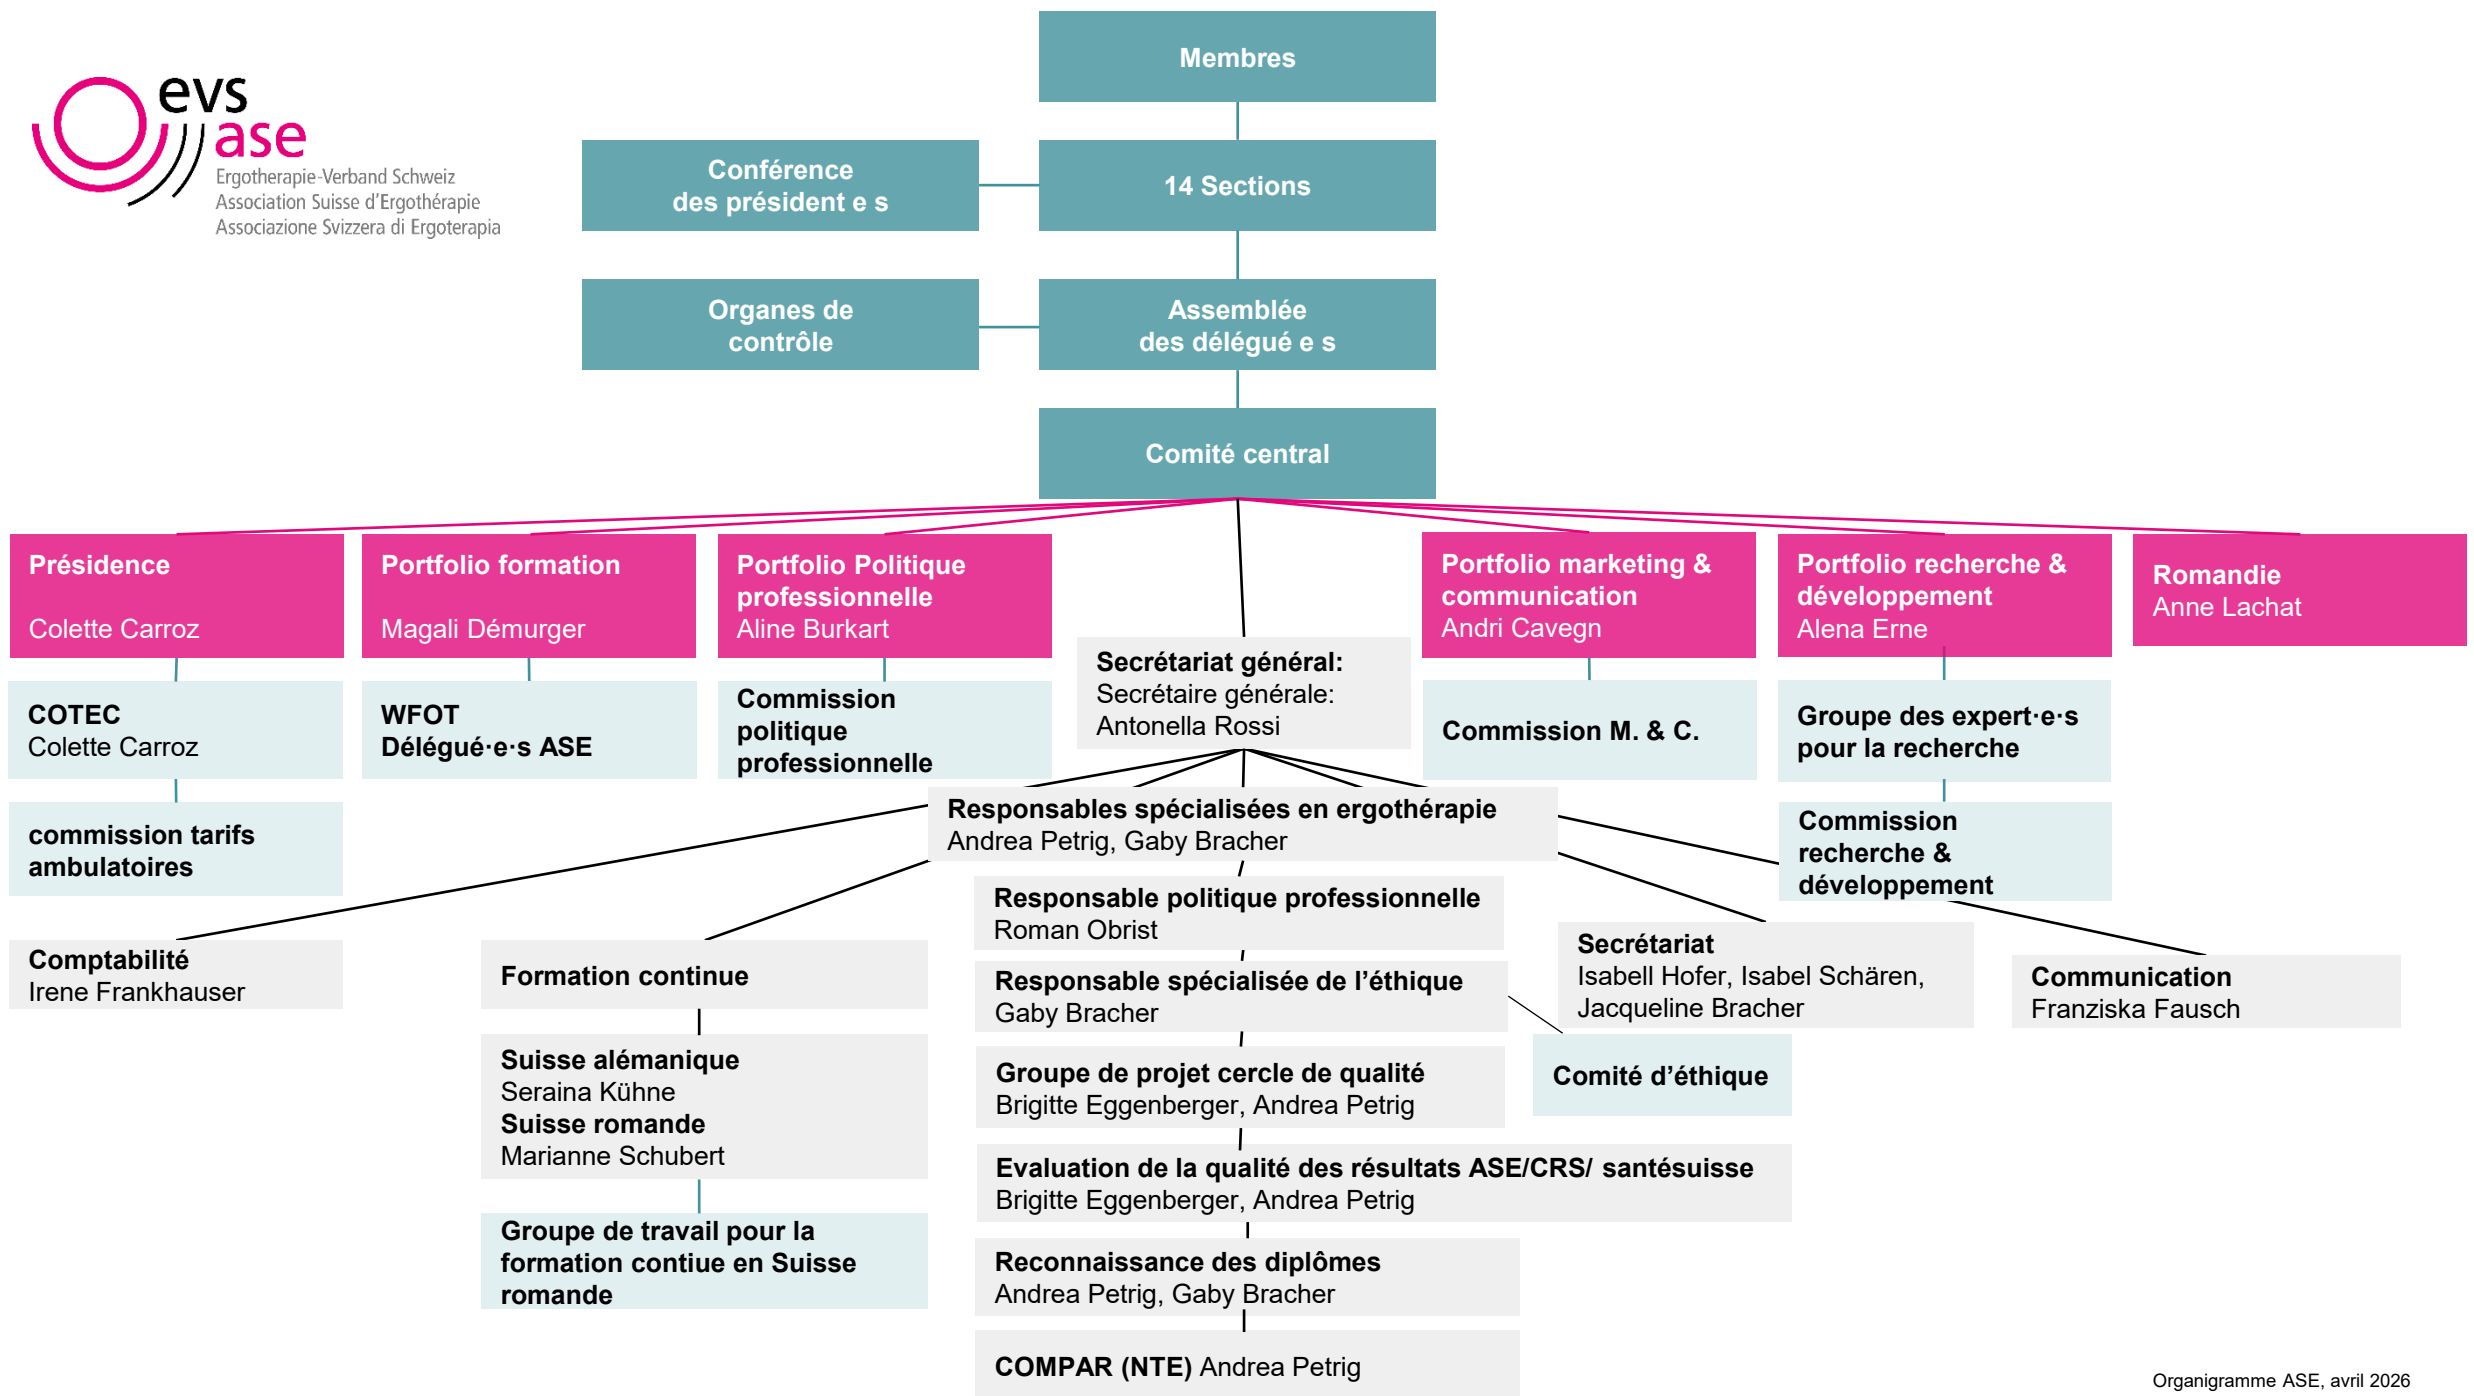 evs
ase
Ergotherapie-Verband Schweiz
Association Suisse d'Ergothérapie
Associazione Svizzera di Ergoterapia
Membres
Conférence
des président e s
14 Sections
Organes de
contrôle
Assemblée
des délégué e s
Comité central
Présidence
Colette Carroz
Portfolio formation
Magali Démurger
Portfolio Politique
professionnelle
Aline Burkart
Portfolio marketing &
communication
Andri Cavegn
Portfolio recherche &
développement
Alena Erne
Romandie
Anne Lachat
Secrétariat général:
Secrétaire générale:
Antonella Rossi
COTEC
Colette Carroz
WFOT
Délégué·e·s ASE
Commission
politique
professionnelle
Commission M. & C.
Groupe des expert·e·s
pour la recherche
commission tarifs
ambulatoires
Responsables spécialisées en ergothérapie
Andrea Petrig, Gaby Bracher
Commission
recherche &
développement
Responsable politique professionnelle
Roman Obrist
Comptabilité
Irene Frankhauser
Formation continue
Responsable spécialisée de l’éthique
Gaby Bracher
Secrétariat
Isabell Hofer, Isabel Schären,
Jacqueline Bracher
Communication
Franziska Fausch
Suisse alémanique
Seraina Kühne
Suisse romande
Marianne Schubert
Groupe de projet cercle de qualité
Brigitte Eggenberger, Andrea Petrig
Comité d’éthique
Evaluation de la qualité des résultats ASE/CRS/ santésuisse
Brigitte Eggenberger, Andrea Petrig
Groupe de travail pour la
formation contiue en Suisse
romande
Reconnaissance des diplômes
Andrea Petrig, Gaby Bracher
COMPAR (NTE) Andrea Petrig
Organigramme ASE, avril 2026